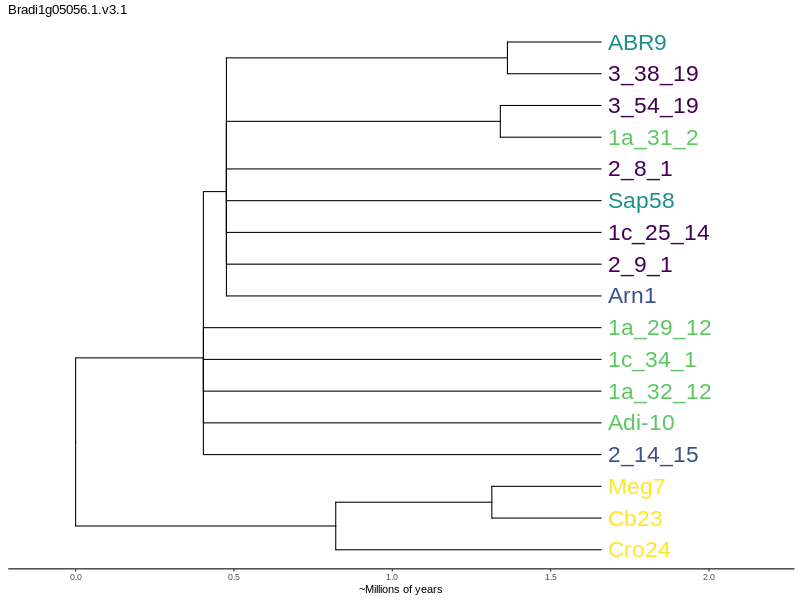 Bradi1g05056.1.v3.1
ABR9
3_38_19
3_54_19
1a_31_2
2_8_1
Sap58
1c_25_14
2_9_1
Arn1
1a_29_12
1c_34_1
1a_32_12
Adi-10
2_14_15
Meg7
Cb23
Cro24
0.0 0.5 1.0 1.5 2.0
~Millions of years